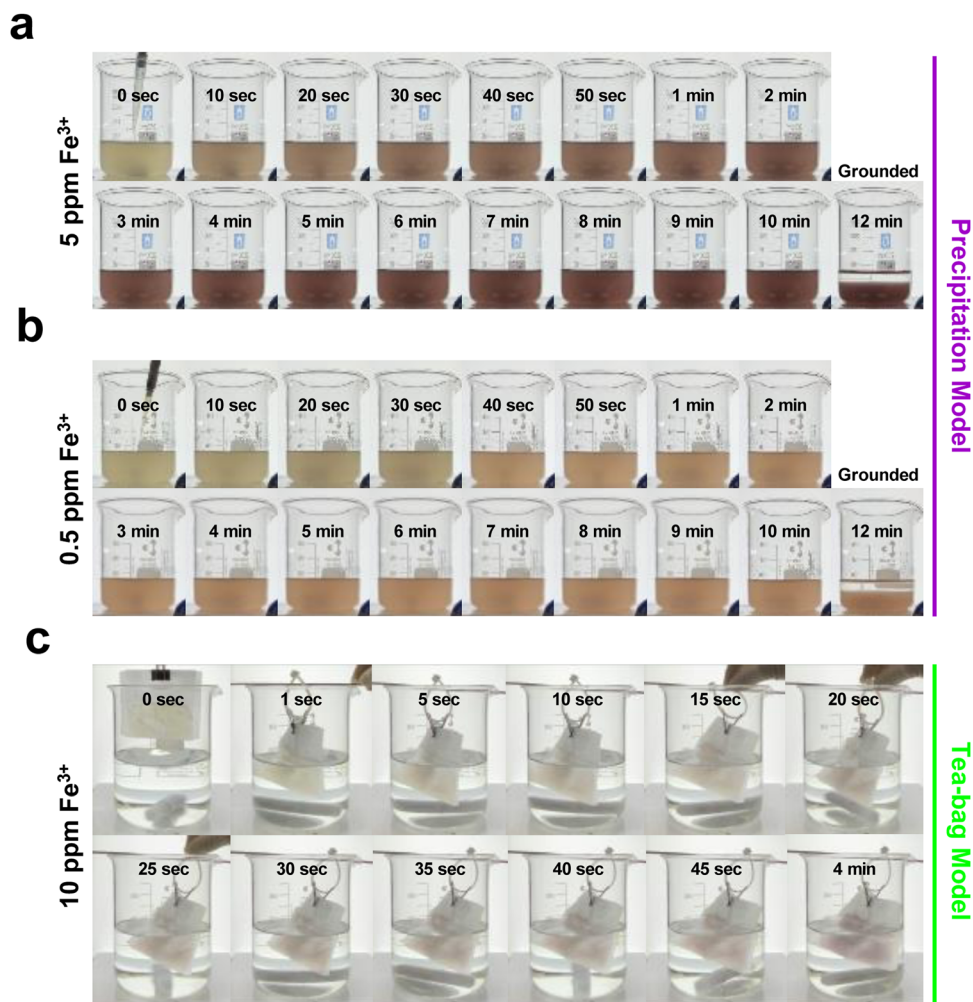 a
0 sec 10 sec 20 sec 30 sec 40 sec 50 sec 1 min 2 min
Grounded
5 ppm Fe3+
3 min 4 min 5 min 6 min 7 min 8 min 9 min 10 min 12 min
b
0 sec 10 sec 20 sec 30 sec 40 sec 50 sec 1 min 2 min
Grounded
0.5 ppm Fe3+
3 min 4 min 5 min 6 min 7 min 8 min 9 min 10 min 12 min
Precipitation Model
c
0 sec 1 sec 5 sec 10 sec 15 sec 20 sec
10 ppm Fe3+
25 sec 30 sec 35 sec 40 sec 45 sec 4 min
Tea-bag Model